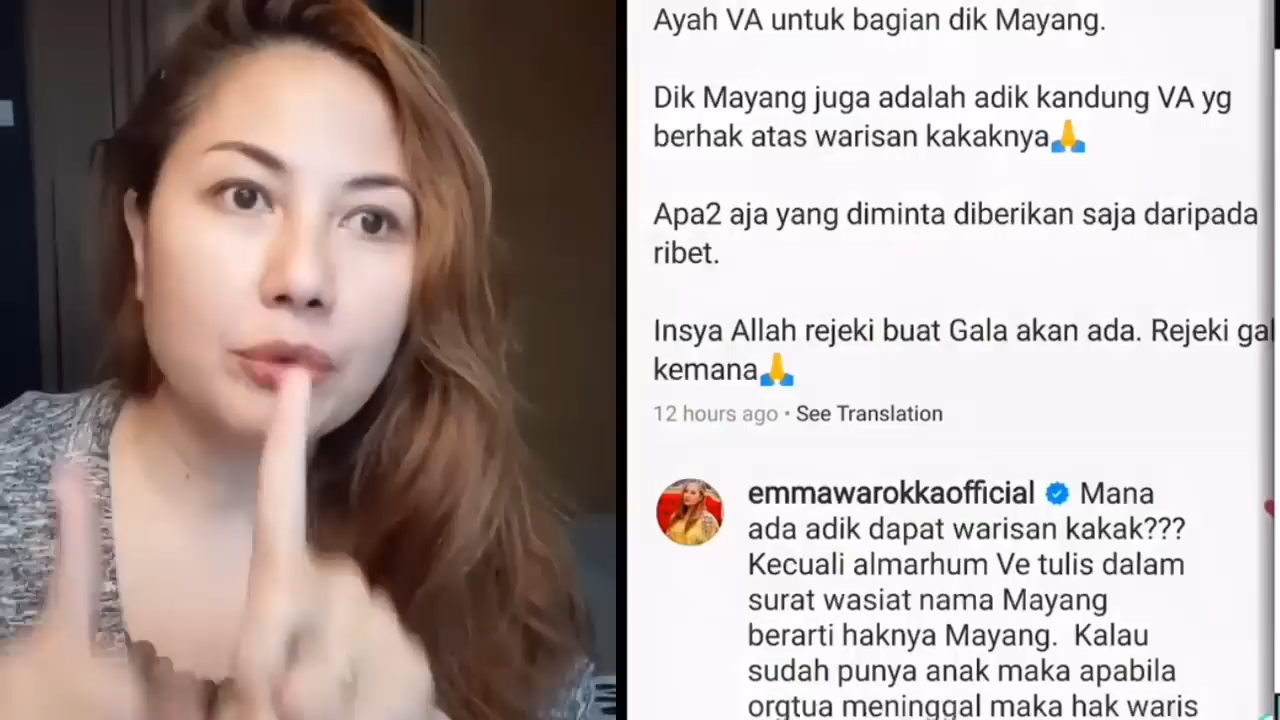 Ayah VA untuk bagian dik Mayang.
Dik Mayang juga adalah adik kandung VA yg
berhak atas warisan kakaknya🙏
Apa2 aja yang diminta diberikan saja daripada
ribet.
Insya Allah rejeki buat Gala akan ada. Rejeki
kemana🙏
12 hours ago • See Translation
emmawarokkaofficial Mana
ada adik dapat warisan kakak???
Kecuali almarhum Ve tulis dalam
surat wasiat nama Mayang
berarti haknya Mayang. Kalau
sudah punya anak maka apabila
orgtua meninggal maka hak waris